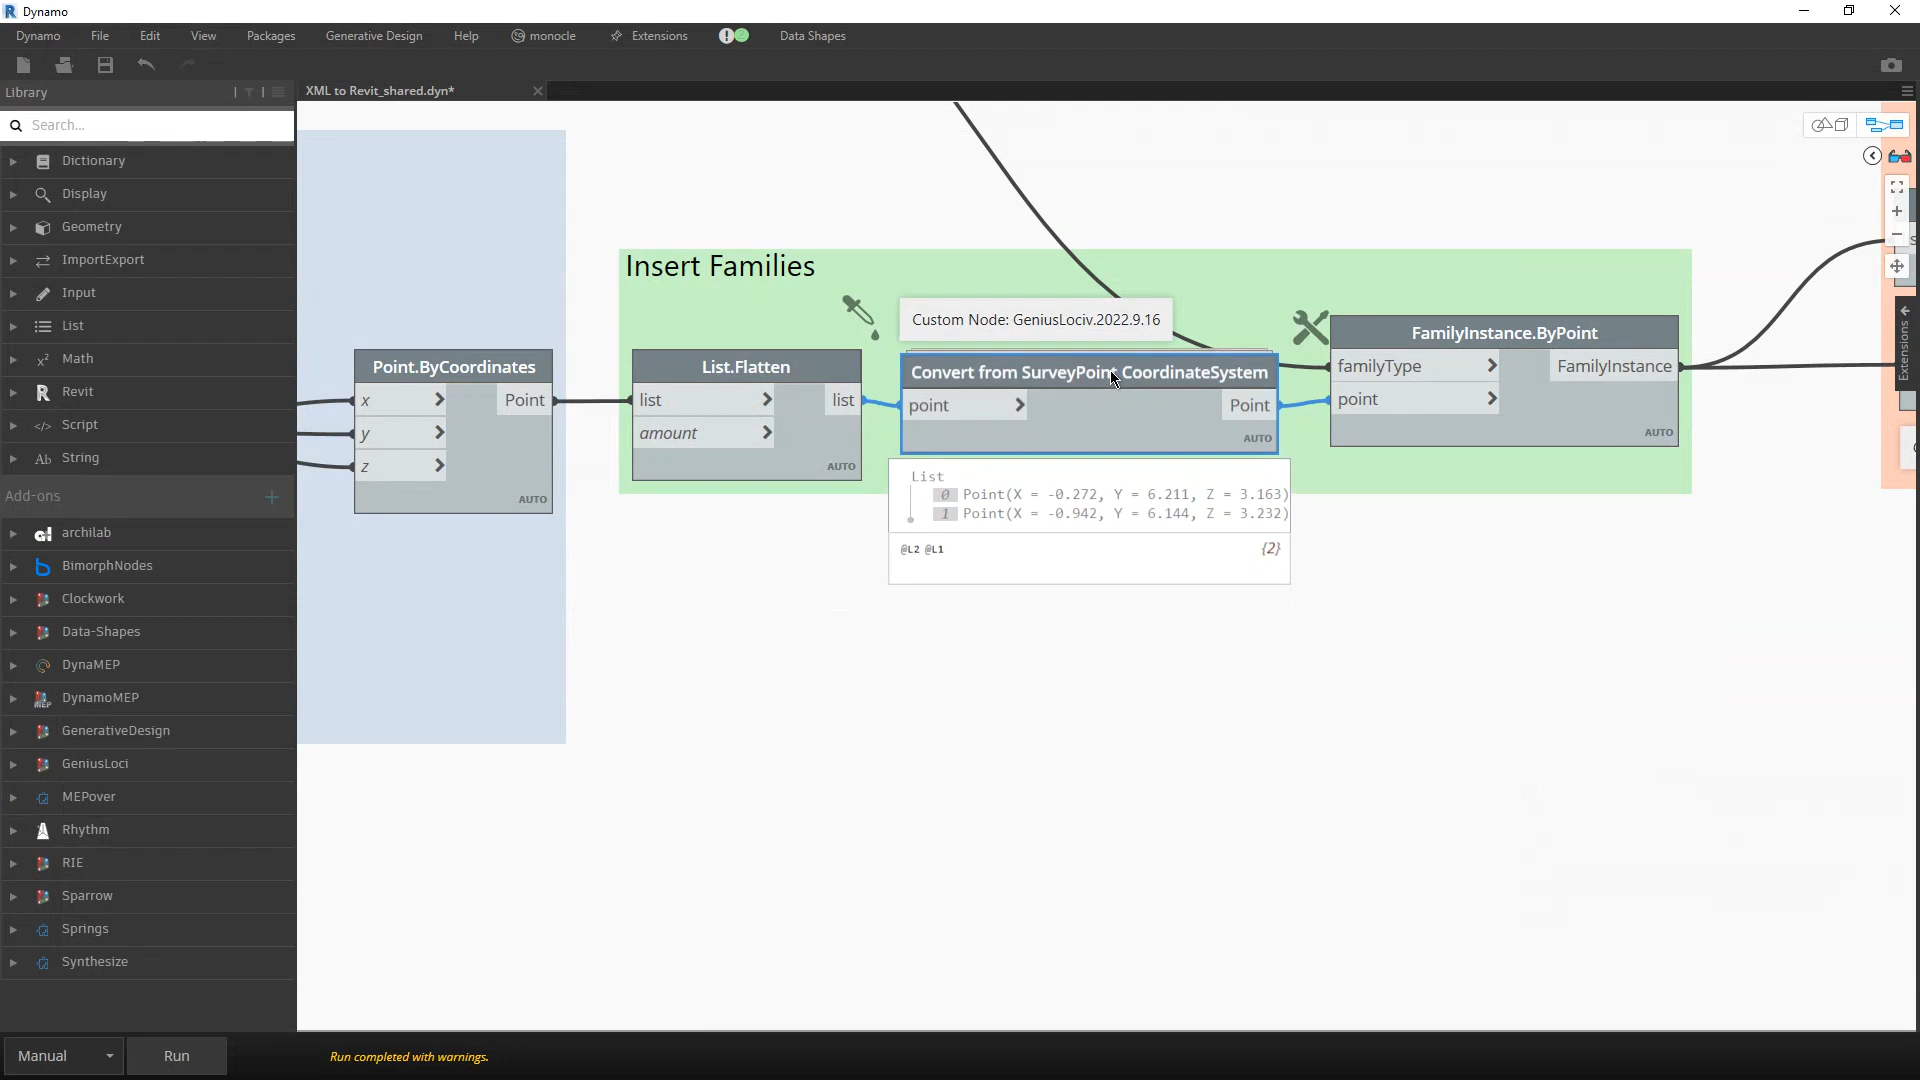 Dynamo
Dynamo File Edit View Packages Generative Design Help monocle Extensions Data Shapes
Library
XML to Revit_shared.dyn*
Search...
Dictionary
Display
Geometry
ImportExport
Input
List
Math
Revit
Script
String
Add-ons
archilab
BimorphNodes
Clockwork
Data-Shapes
DynaMEP
DynamoMEP
GenerativeDesign
GeniusLoci
MEPover
Rhythm
RIE
Sparrow
Springs
Synthesize
Point.ByCoordinates
x
Point
y
z
AUTO
Insert Families
List.Flatten
list
list
amount
AUTO
Custom Node: GeniusLociv.2022.9.16
Convert from SurveyPoint CoordinateSystem
point
Point
AUTO
List
0 Point(X = -0.272, Y = 6.211, Z = 3.163)
1 Point(X = -0.942, Y = 6.144, Z = 3.232)
@L2 @L1 {2}
FamilyInstance.ByPoint
familyType
FamilyInstance
point
AUTO
Extensions
Manual
Run
Run completed with warnings.